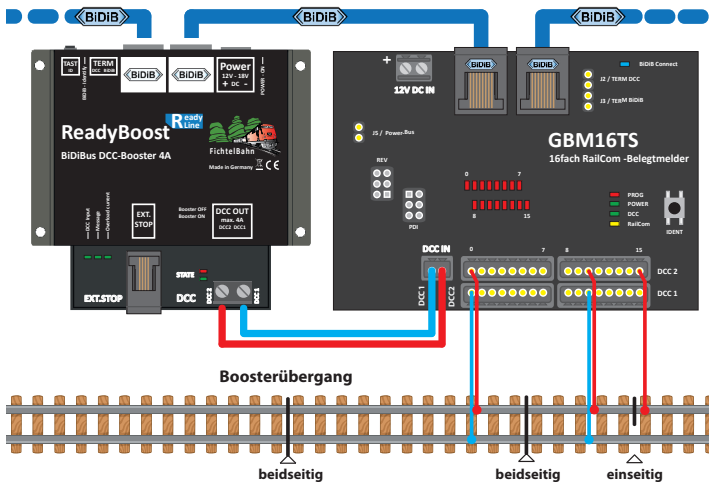 BiDiB BiDiB BiDiB
TAST
ID
BiDiB - Identify
TERM
DCC BiDiB
BiDiB
BiDiB
Power
12V - 18V
+ DC -
POWER - ON
ReadyBoost
Ready
Line
BiDiBus DCC-Booster 4A
FichtelBahn
Made in Germany
CE
DCC Input
Message
Overload current
EXT.
STOP
Booster OFF
Booster ON
DCC OUT
max. 4A
DCC2 DCC1
STATE
EXT.STOP
DCC
DCC 2
DCC 1
+
12V DC IN
BiDiB
BiDiB
BiDiB Connect
J2 / TERM DCC
J3 / TERM BiDiB
J5 / Power-Bus
GBM16TS
16fach RailCom -Belegtmelder
REV
PDI
0 7
8 15
PROG
POWER
DCC
RailCom
IDENT
DCC IN
DCC 1
DCC 2
0 7 8 15
DCC 2
DCC 1
Boosterübergang
beidseitig beidseitig einseitig